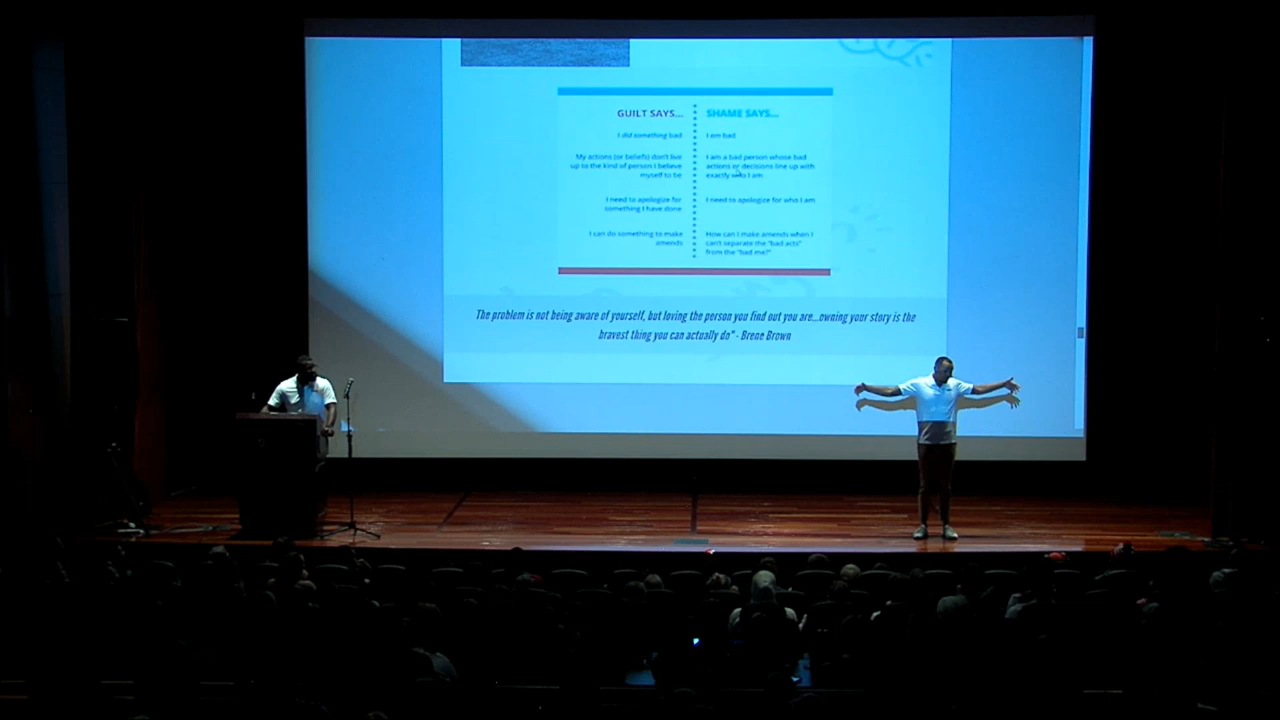 GUILT SAYS...
I did something bad
My actions (or beliefs) don't live
up to the kind of person I believe
myself to be
I need to apologize for
something I have done
I can do something to make
amends
SHAME SAYS...
I am bad
I am a bad person whose bad
actions or decisions line up with
exactly who I am
I need to apologize for who I am
How can I make amends when I
can't separate the "bad acts"
from the "bad me?"
The problem is not being aware of yourself, but loving the person you find out you are...owning your story is the
bravest thing you can actually do" - Brene Brown